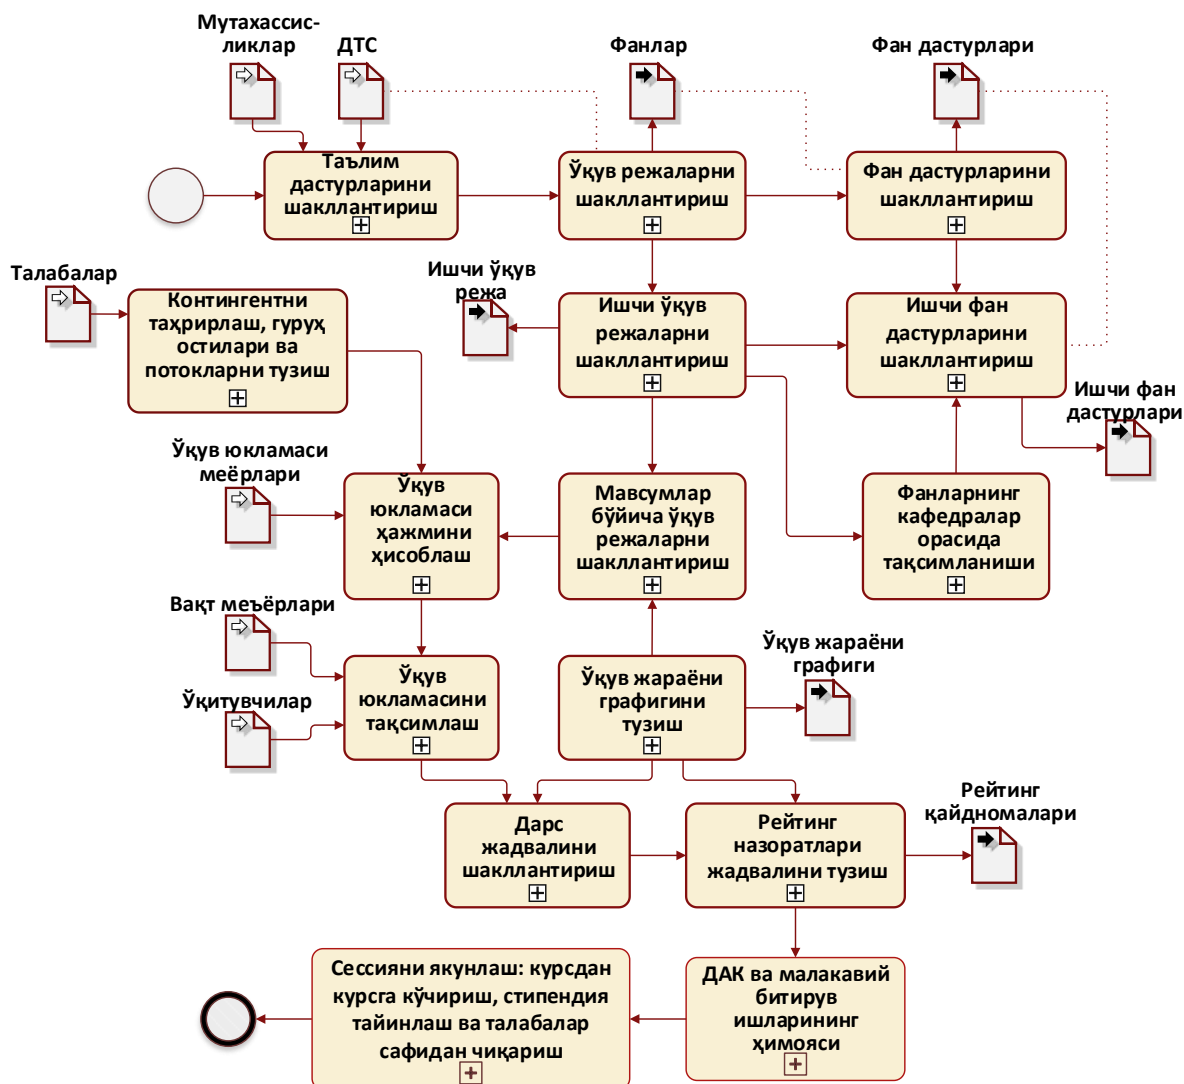 Мутахассис-
ликлар
ДТС
Фанлар
Фан дастурлари
Таълим
дастурларини
шакллантириш
Ўқув режаларни
шакллантириш
Фан дастурларини
шакллантириш
Талабалар
Контингентни
таҳрирлаш, гуруҳ
остилари ва
потокларни тузиш
Ишчи ўқув
режа
Ишчи ўқув
режаларни
шакллантириш
Ишчи фан
дастурларини
шакллантириш
Ишчи фан
дастурлари
Ўқув юкламаси
меёрлари
Ўқув
юкламаси
ҳажмини
ҳисоблаш
Мавсумлар
бўйича ўқув
режаларни
шакллантириш
Фанларнинг
кафедралар
орасида
тақсимланиши
Вақт меъёрлари
Ўқитувчилар
Ўқув
юкламасини
тақсимлаш
Ўқув жараёни
графигини
тузиш
Ўқув жараёни
графиги
Дарс
жадвалини
шакллантириш
Рейтинг
назоратлари
жадвалини тузиш
Рейтинг
қайдномалари
Сессияни якунлаш: курсдан
курсга кўчириш, стипендия
тайинлаш ва талабалар
сафидан чиқариш
ДАК ва малакавий
битирув
ишларининг
ҳимояси